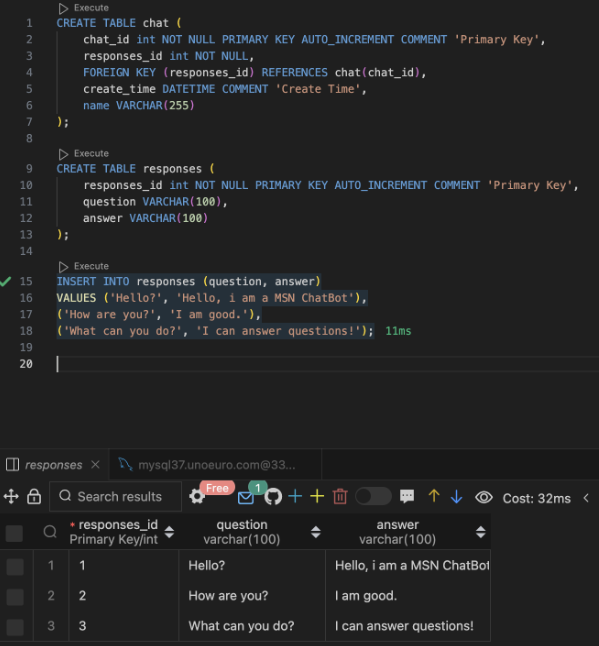 Execute
1 CREATE TABLE chat (
2 chat_id int NOT NULL PRIMARY KEY AUTO_INCREMENT COMMENT 'Primary Key',
3 responses_id int NOT NULL,
4 FOREIGN KEY (responses_id) REFERENCES chat(chat_id),
5 create_time DATETIME COMMENT 'Create Time',
6 name VARCHAR(255)
7 );
8
Execute
9 CREATE TABLE responses (
10 responses_id int NOT NULL PRIMARY KEY AUTO_INCREMENT COMMENT 'Primary Key',
11 question VARCHAR(100),
12 answer VARCHAR(100)
13 );
14
Execute
15 INSERT INTO responses (question, answer)
16 VALUES ('Hello?', 'Hello, i am a MSN ChatBot'),
17 ('How are you?', 'I am good.'),
18 ('What can you do?', 'I can answer questions!'); 11ms
19
20
responses mysql37.unoeuro.com@33...
Search results Free 1 Cost: 32ms
* responses_id question answer
Primary Key/int varchar(100) varchar(100)
1 1 Hello? Hello, i am a MSN ChatBot
2 2 How are you? I am good.
3 3 What can you do? I can answer questions!